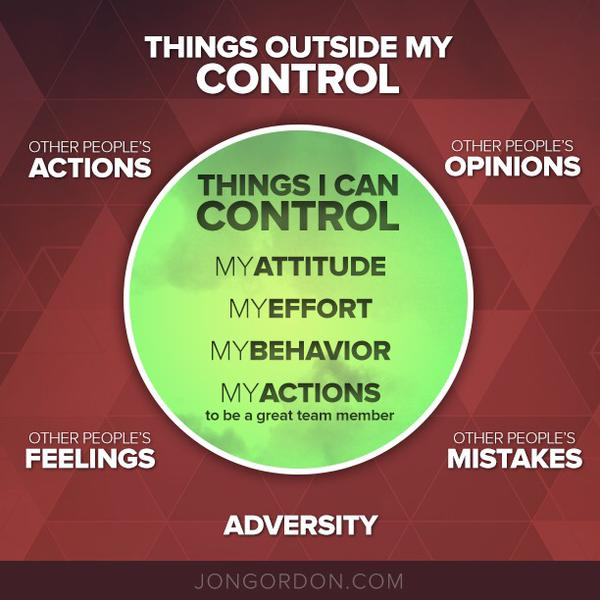 THINGS OUTSIDE MY
CONTROL
OTHER PEOPLE'S
ACTIONS
OTHER PEOPLE'S
OPINIONS
THINGS I CAN
CONTROL
MYATTITUDE
MYEFFORT
MYBEHAVIOR
MYACTIONS
to be a great team member
OTHER PEOPLE'S
FEELINGS
OTHER PEOPLE'S
MISTAKES
ADVERSITY
JONGORDON.COM